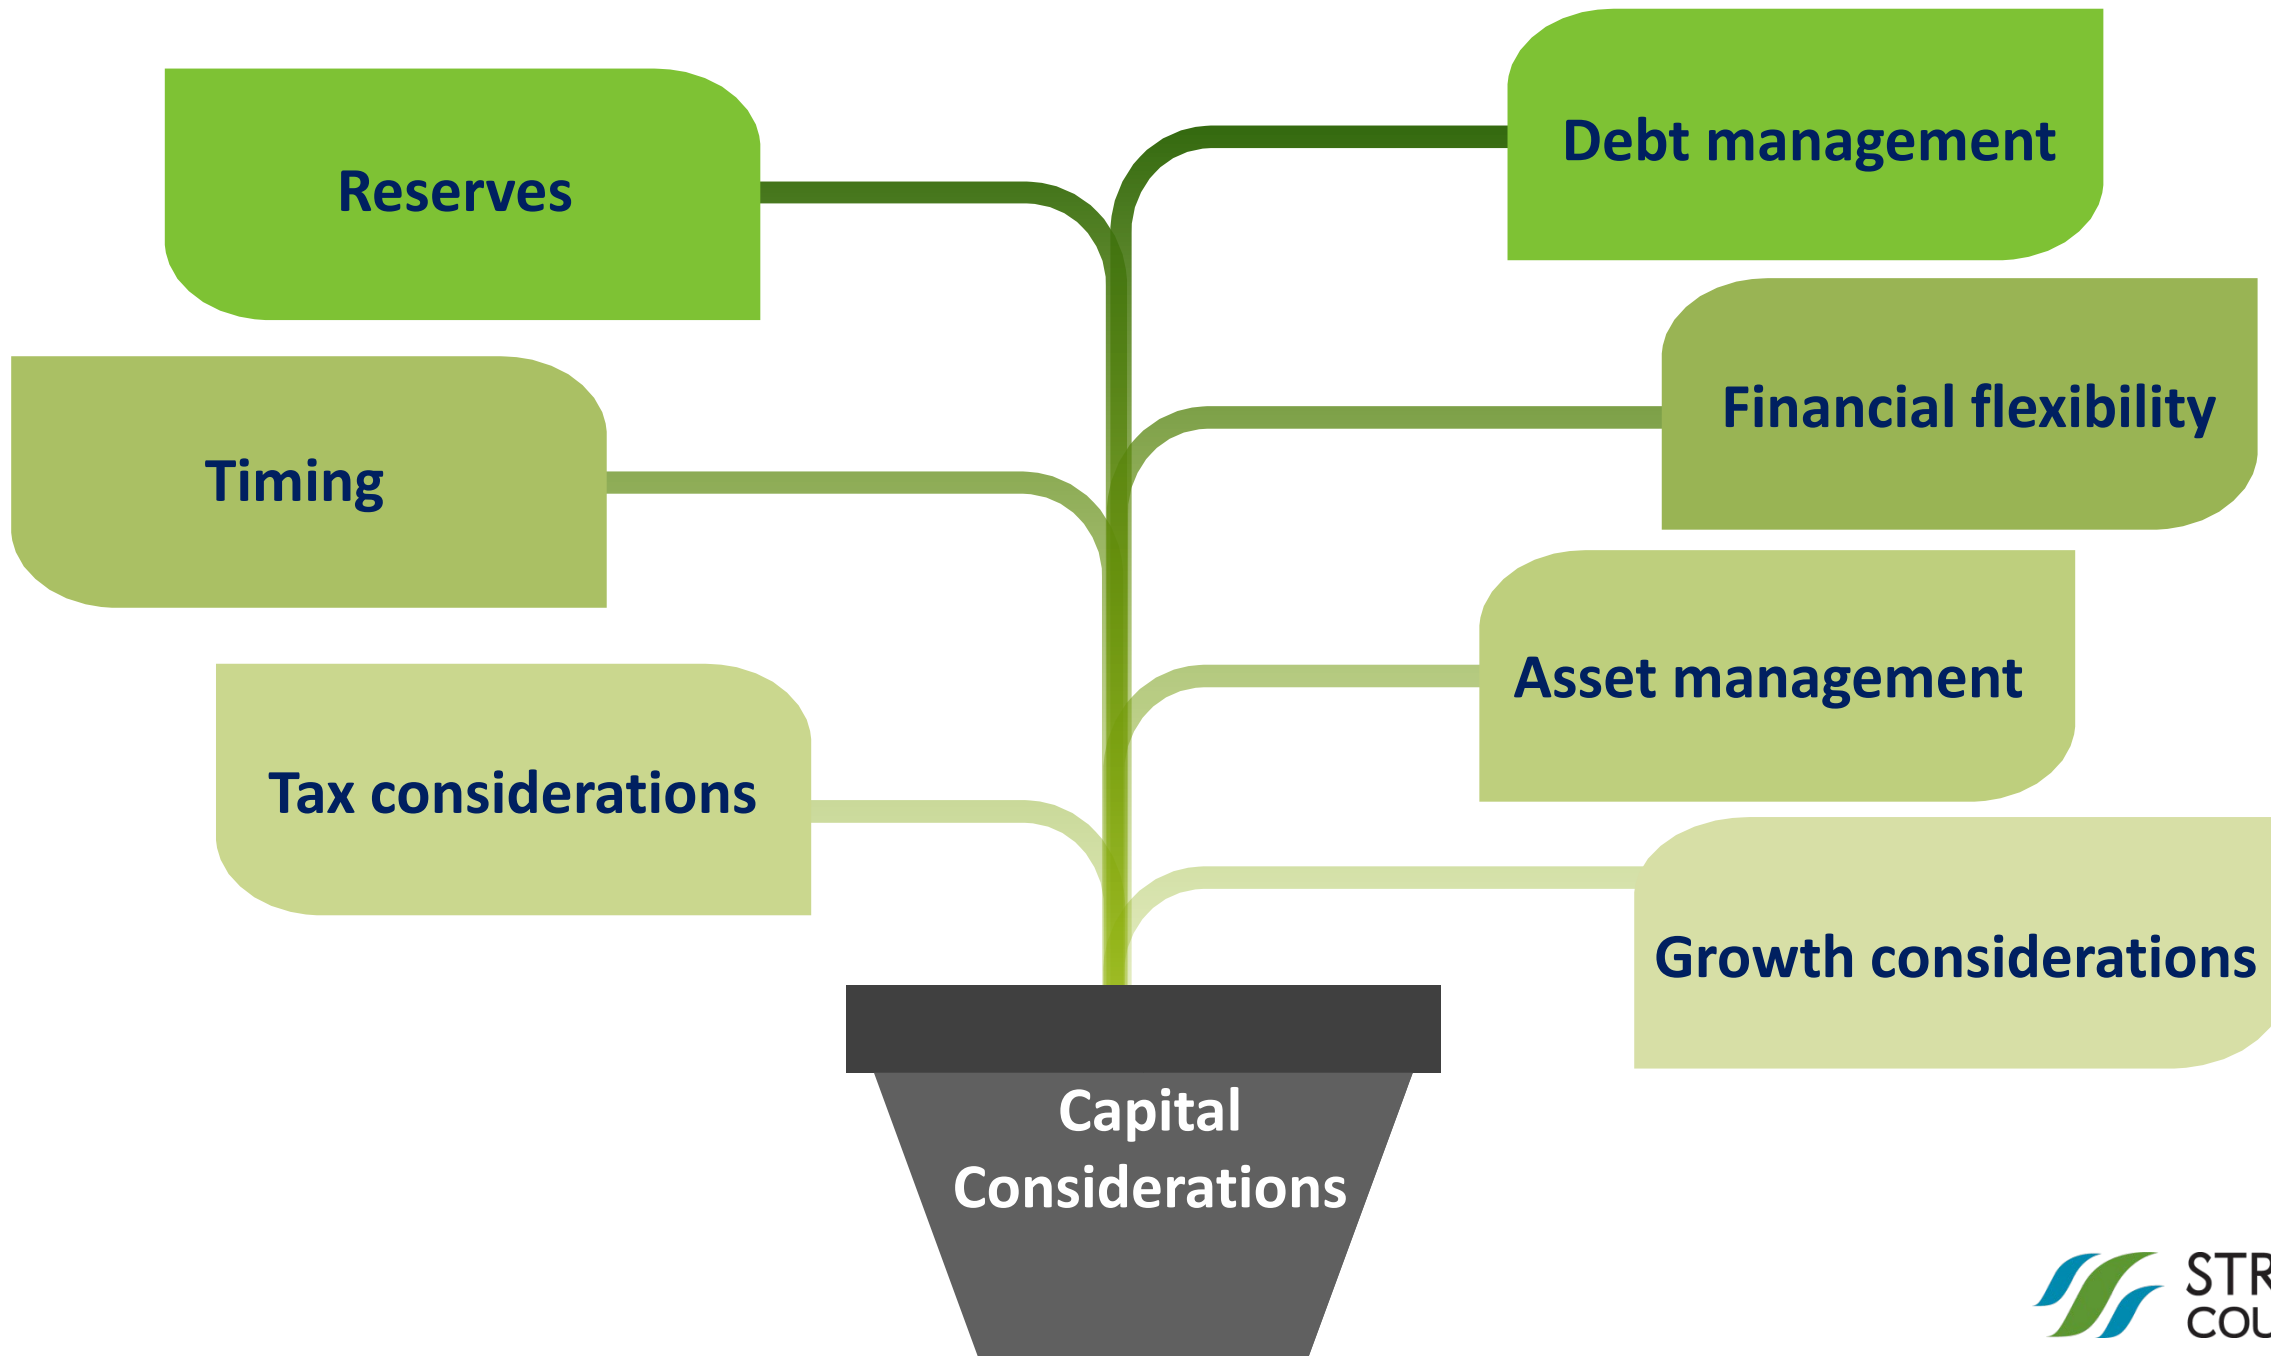 Debt management
Reserves
Financial flexibility
Timing
Asset management
Tax considerations
Growth considerations
Capital
Considerations